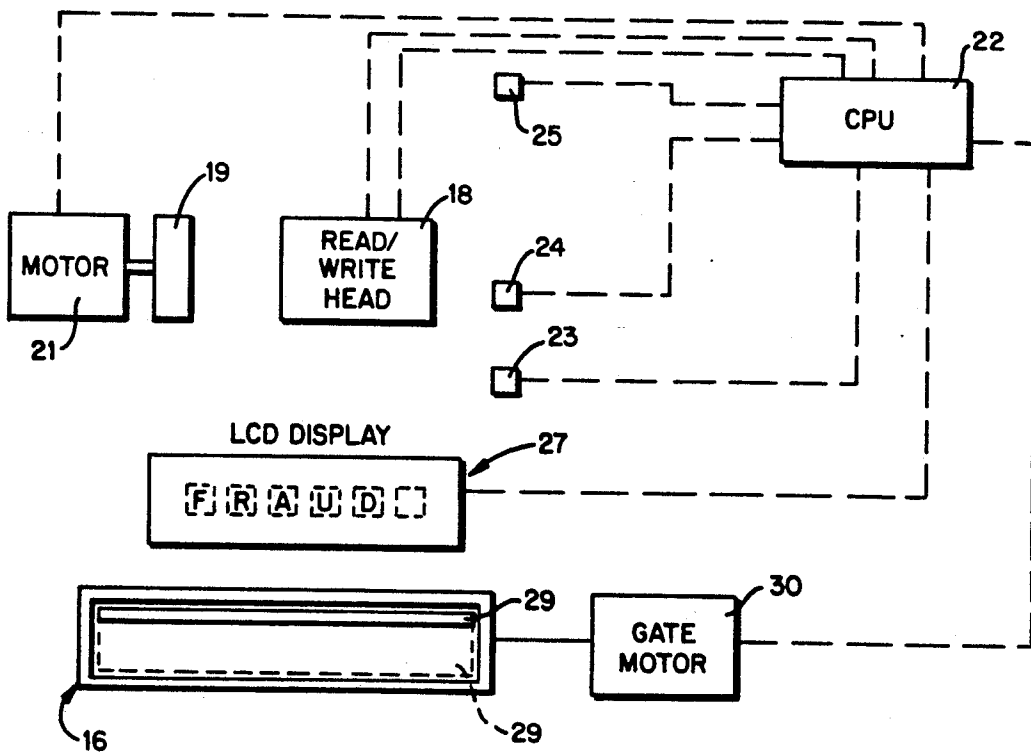 22
CPU
25
19
18
MOTOR
READ/
WRITE
HEAD
24
21
23
LCD DISPLAY
27
F R A U D
29
30
GATE
MOTOR
29
16